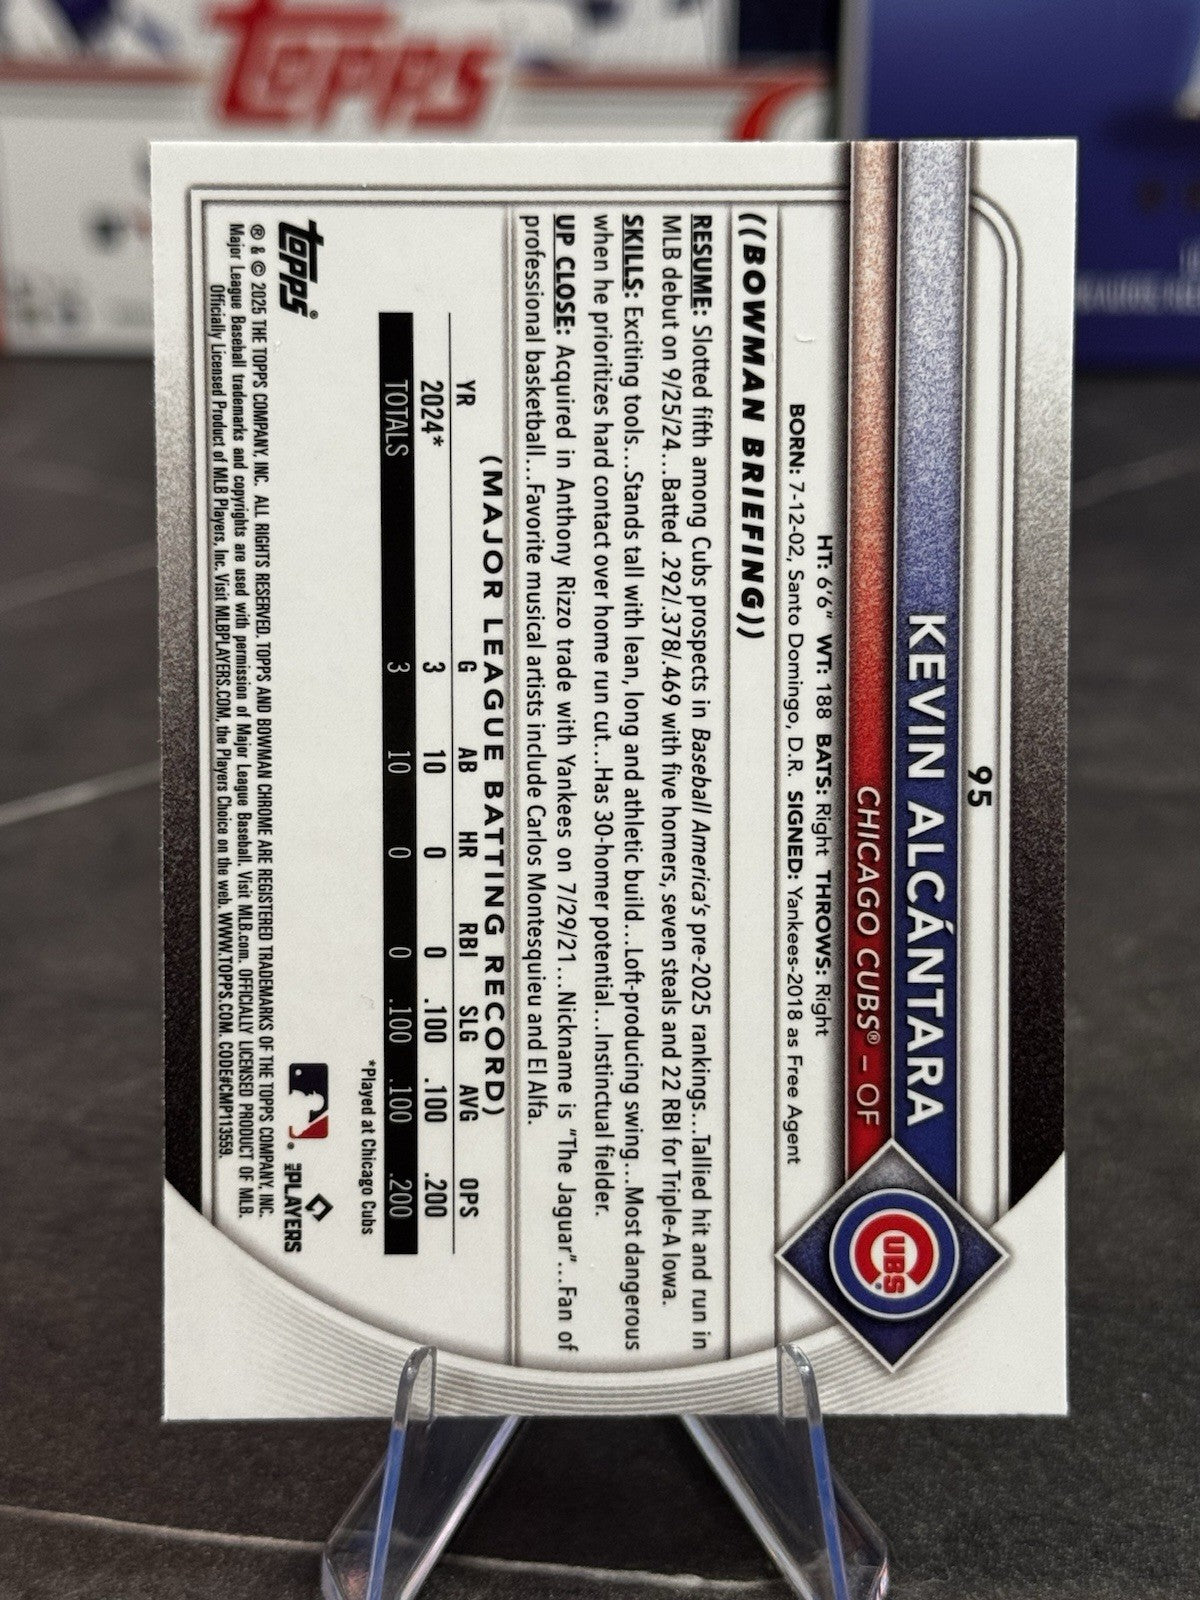 Topps
95
KEVIN ALCÁNTARA
CHICAGO CUBS® – OF
HT: 6'6" WT: 188 BATS: Right THROWS: Right
BORN: 7-12-02, Santo Domingo, D.R. SIGNED: Yankees-2018 as Free Agent
((BOWMAN BRIEFING))
RESUME: Slotted fifth among Cubs prospects in Baseball America's pre-2025 rankings...Tallied hit and run in
MLB debut on 9/25/24...Batted .292/.378/.469 with five homers, seven steals and 22 RBI for Triple-A Iowa.
SKILLS: Exciting tools...Stands tall with lean, long and athletic build...Loft-producing swing...Most dangerous
when he prioritizes hard contact over home run cut...Has 30-homer potential...Instinctual fielder.
UP CLOSE: Acquired in Anthony Rizzo trade with Yankees on 7/29/21...Nickname is "The Jaguar"...Fan of
professional basketball...Favorite musical artists include Carlos Montesquieu and El Alfa.
(MAJOR LEAGUE BATTING RECORD)
YR G AB HR RBI SLG AVG OPS
2024* 3 10 0 0 .100 .100 .200
TOTALS 3 10 0 0 .100 .100 .200
*Played at Chicago Cubs
CUBS®
topps®
MLB PLAYERS
® & © 2025 THE TOPPS COMPANY, INC. ALL RIGHTS RESERVED. TOPPS AND BOWMAN CHROME ARE REGISTERED TRADEMARKS OF THE TOPPS COMPANY, INC.
Major League Baseball trademarks and copyrights are used with permission of Major League Baseball. Visit MLB.com. OFFICIALLY LICENSED PRODUCT OF MLB.
Officially Licensed Product of MLB Players, Inc. Visit MLBPLAYERS.COM, the Players Choice on the web. WWW.TOPPS.COM. CODE#CMP113559.